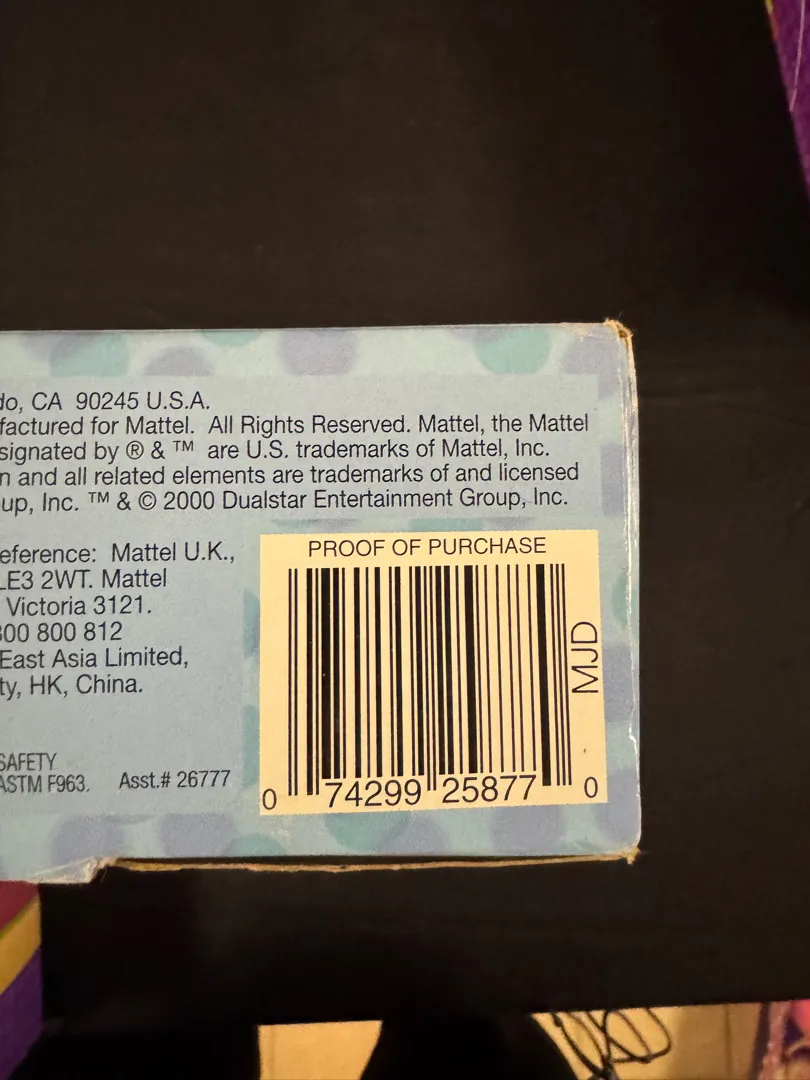 do, CA 90245 U.S.A.
factured for Mattel. All Rights Reserved. Mattel, the Mattel
signated by ® & ™ are U.S. trademarks of Mattel, Inc.
n and all related elements are trademarks of and licensed
up, Inc. ™ & © 2000 Dualstar Entertainment Group, Inc.
eference: Mattel U.K.,
LE3 2WT. Mattel
Victoria 3121.
800 800 812
East Asia Limited,
ty, HK, China.
SAFETY
ASTM F963.
Asst.# 26777
PROOF OF PURCHASE
MJD
0 74299 25877 0